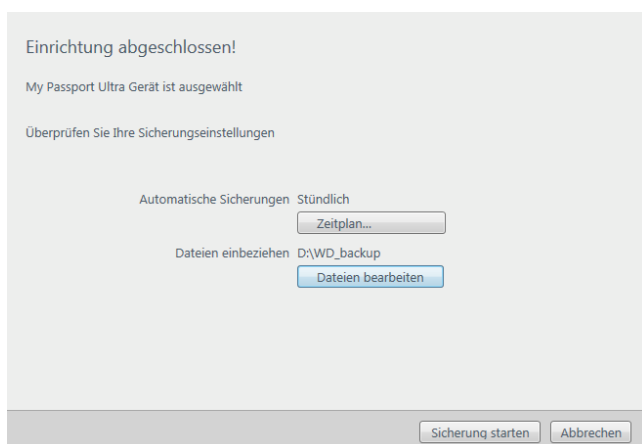 Einrichtung abgeschlossen!
My Passport Ultra Gerät ist ausgewählt
Überprüfen Sie Ihre Sicherungseinstellungen
Automatische Sicherungen Stündlich
Zeitplan...
Dateien einbeziehen D:\WD_backup
Dateien bearbeiten
Sicherung starten Abbrechen